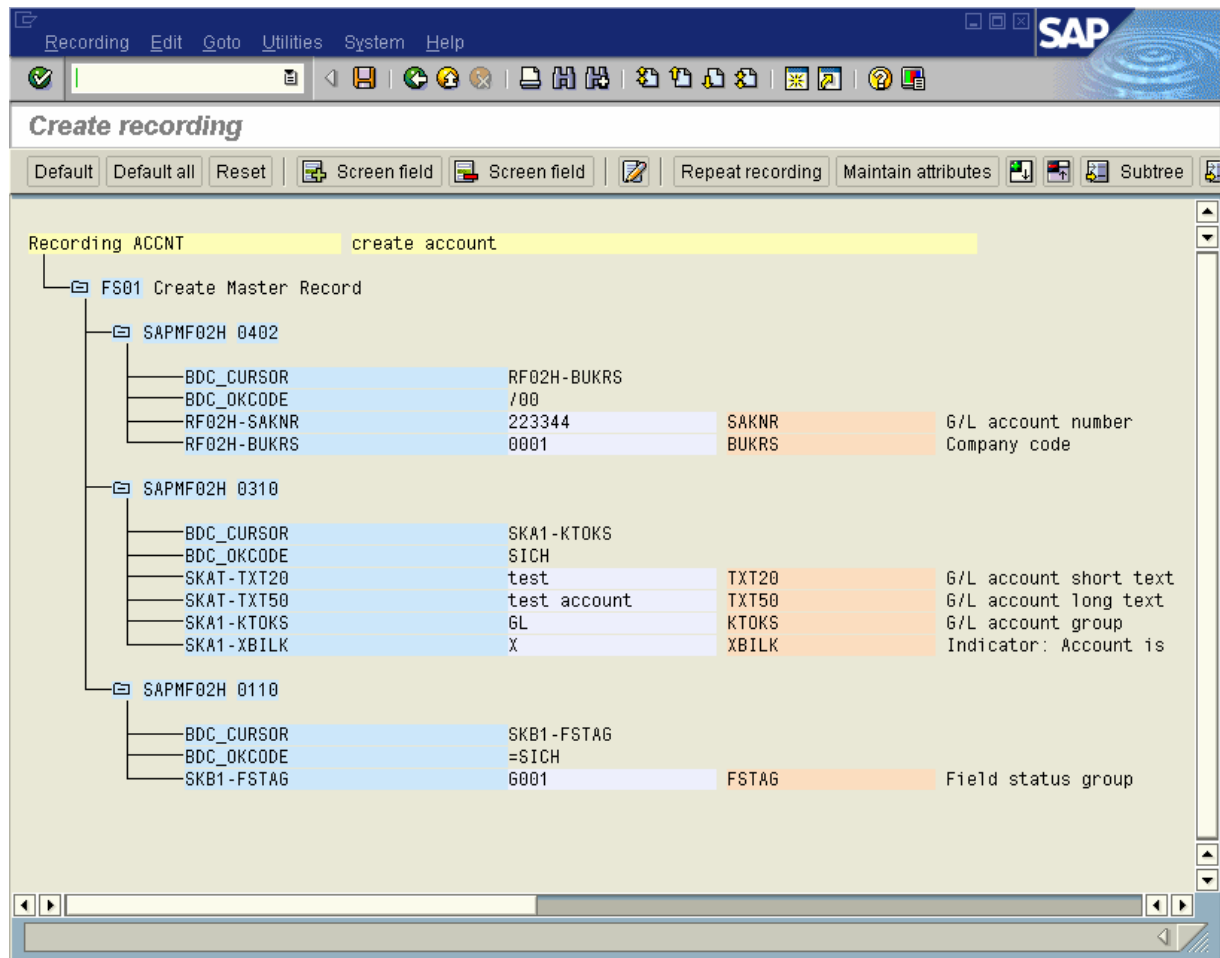 Recording Edit Goto Utilities System Help
SAP
Create recording
Default Default all Reset Screen field Screen field Repeat recording Maintain attributes Subtree
Recording ACCNT create account
FS01 Create Master Record
SAPMF02H 0402
BDC_CURSOR RF02H-BUKRS
BDC_OKCODE /00
RF02H-SAKNR 223344 SAKNR G/L account number
RF02H-BUKRS 0001 BUKRS Company code
SAPMF02H 0310
BDC_CURSOR SKA1-KTOKS
BDC_OKCODE SICH
SKAT-TXT20 test TXT20 G/L account short text
SKAT-TXT50 test account TXT50 G/L account long text
SKA1-KTOKS GL KTOKS G/L account group
SKA1-XBILK X XBILK Indicator: Account is
SAPMF02H 0110
BDC_CURSOR SKB1-FSTAG
BDC_OKCODE =SICH
SKB1-FSTAG G001 FSTAG Field status group